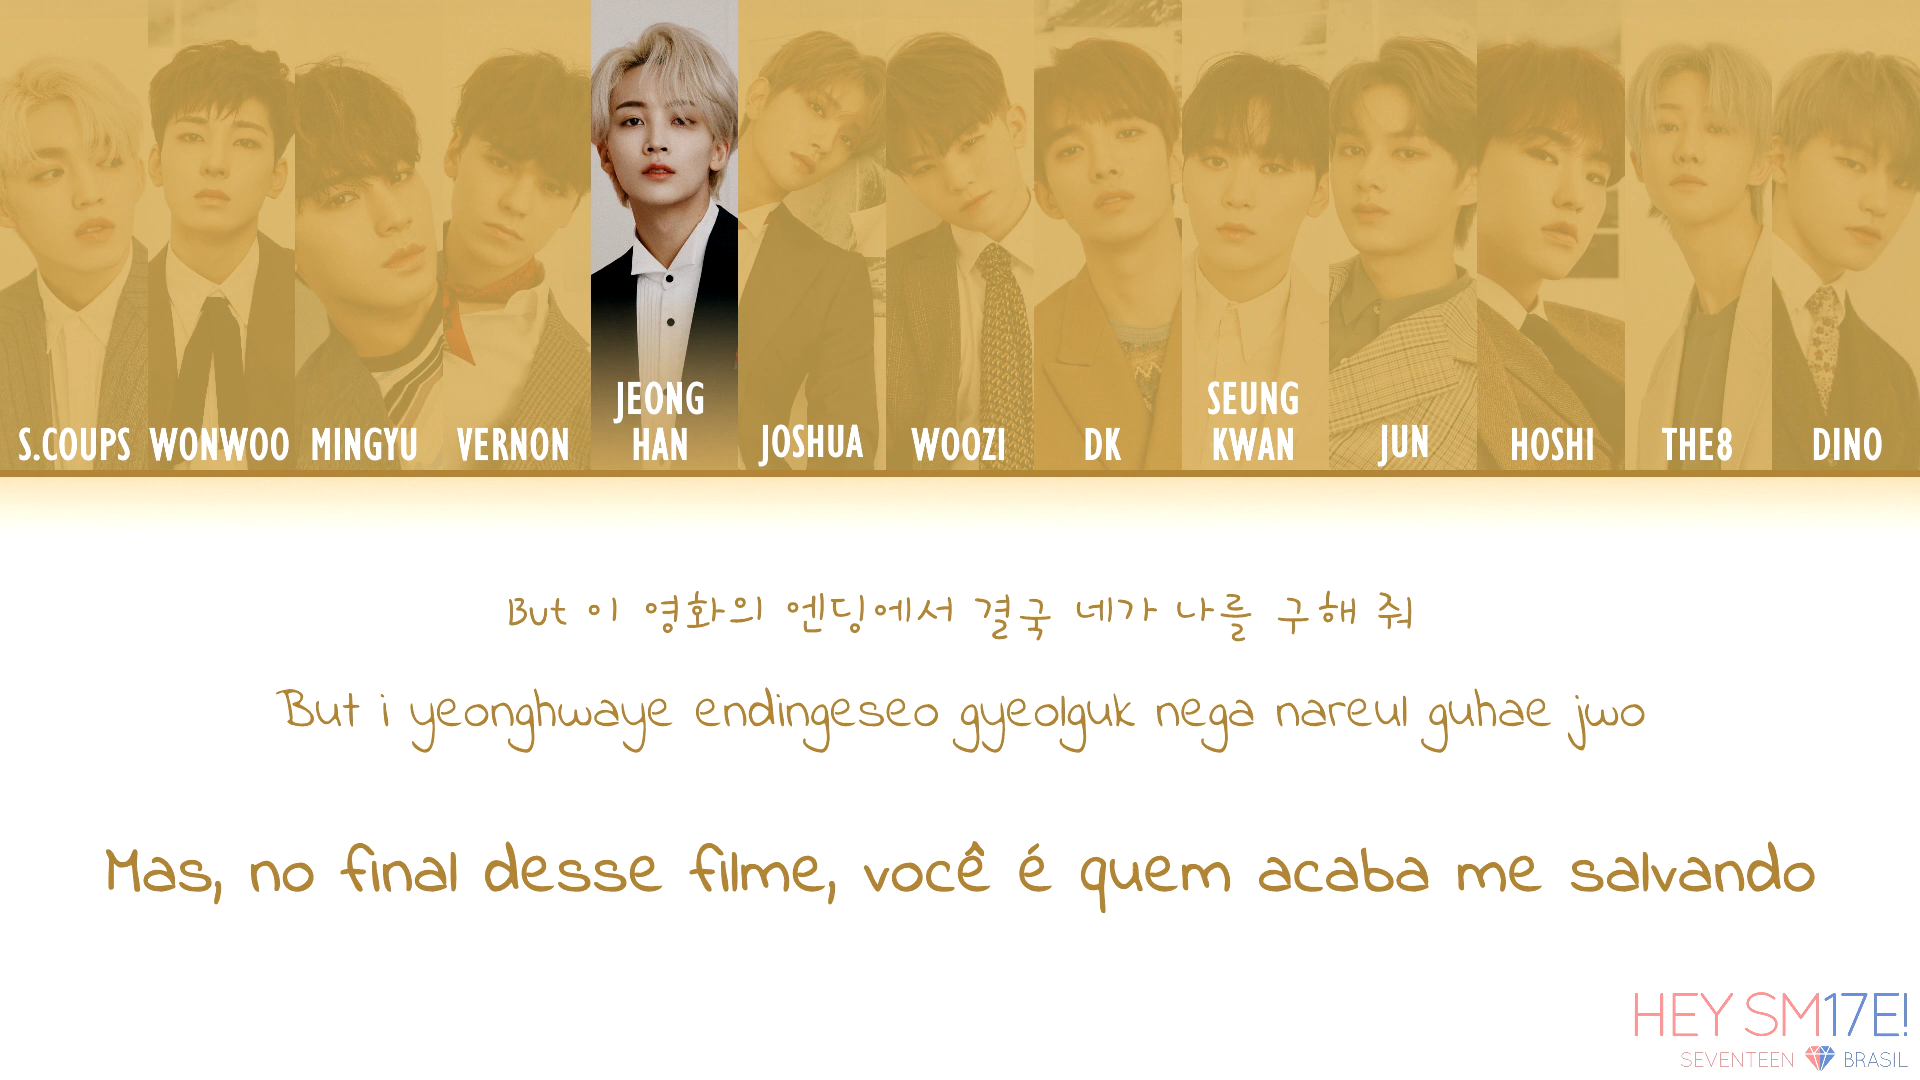 S.COUPS
WONWOO
MINGYU
VERNON
JEONG
HAN
JOSHUA
WOOZI
DK
SEUNG
KWAN
JUN
HOSHI
THE8
DINO
But 이 영화의 엔딩에서 결국 네가 나를 구해 줘
But i yeonghwaye endingeseo gyeolguk nega nareul guhae jwo
Mas, no final desse filme, você é quem acaba me salvando
HEY SM17E!
SEVENTEEN BRASIL